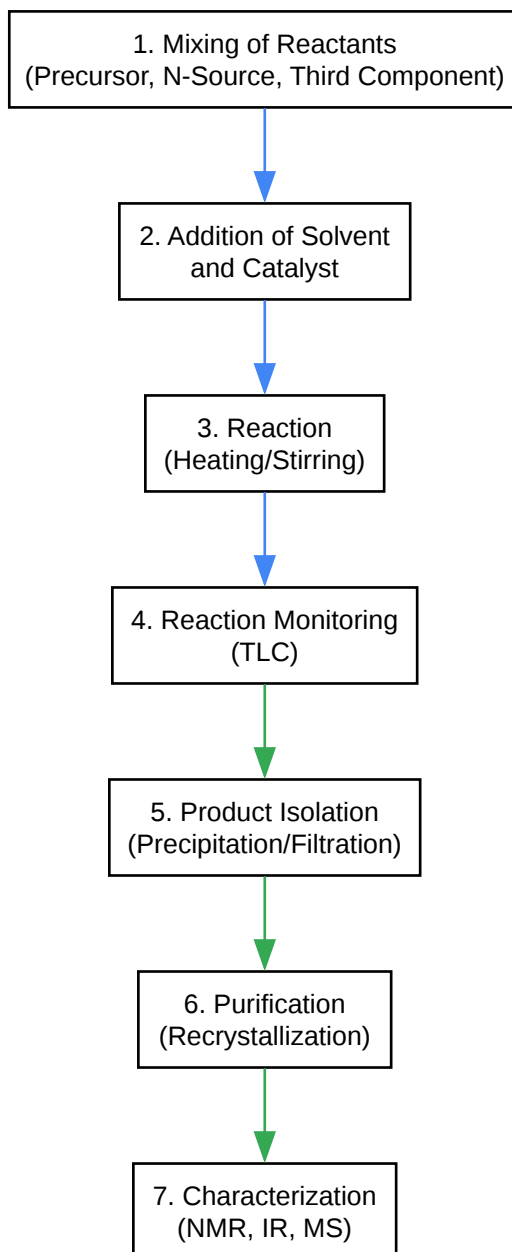 1. Mixing of Reactants
(Precursor, N-Source, Third Component)
2. Addition of Solvent
and Catalyst
3. Reaction
(Heating/Stirring)
4. Reaction Monitoring
(TLC)
5. Product Isolation
(Precipitation/Filtration)
6. Purification
(Recrystallization)
7. Characterization
(NMR, IR, MS)